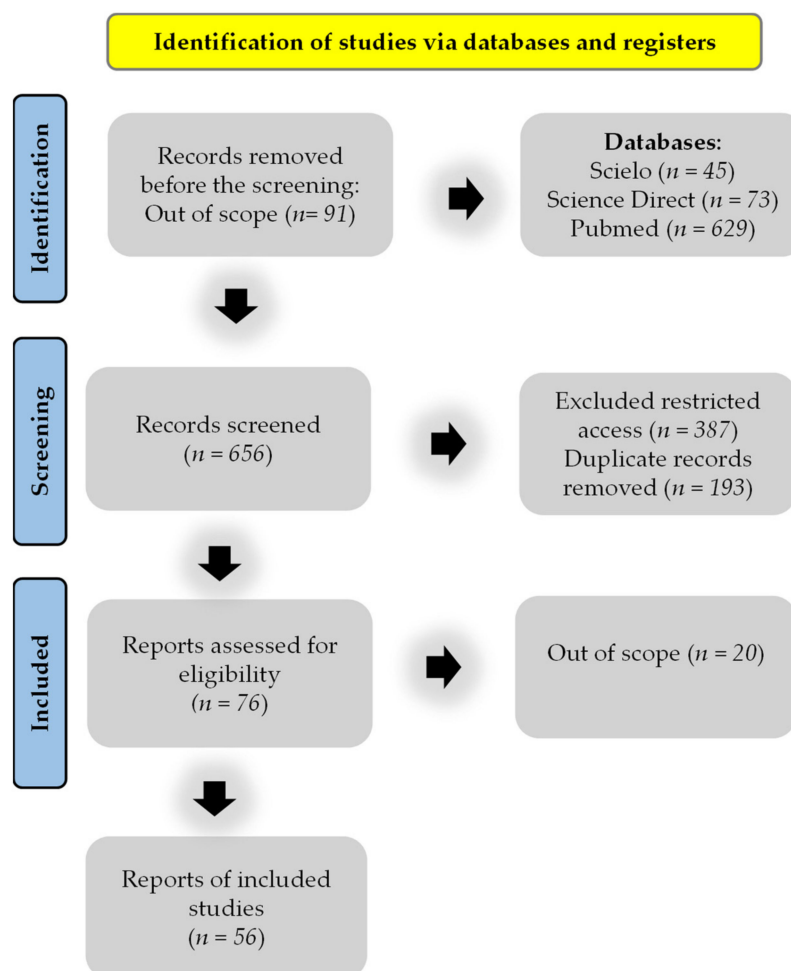 Identification of studies via databases and registers
Identification
Records removed
before the screening:
Out of scope (n= 91)
Databases:
Scielo (n = 45)
Science Direct (n = 73)
Pubmed (n = 629)
Screening
Records screened
(n = 656)
Excluded restricted
access (n = 387)
Duplicate records
removed (n = 193)
Included
Reports assessed for
eligibility
(n = 76)
Out of scope (n = 20)
Reports of included
studies
(n = 56)